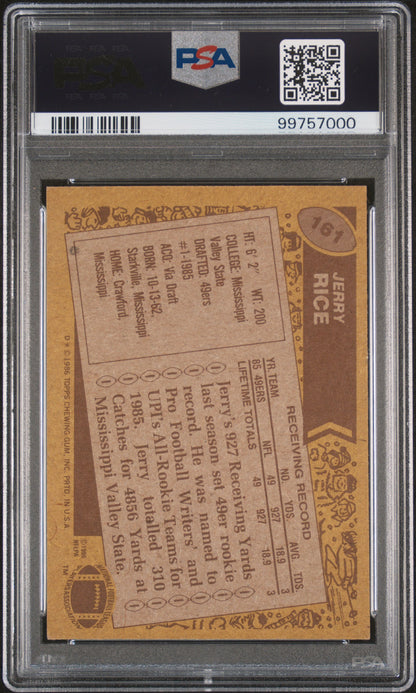 PSA
99757000
161
JERRY
RICE
HT: 6' 2" WT: 200
COLLEGE: Mississippi
Valley State
DRAFTED: 49ers
#1-1985
ACQ: Via Draft
BORN: 10-13-62,
Starkville, Mississippi
HOME: Crawford,
Mississippi
RECEIVING RECORD
YR TEAM NO. YDS. AVG. TDS
85 49ERS NFL 49 927 18.9 3
LIFETIME TOTALS 49 927 18.9 3
Jerry's 927 Receiving Yards
last season set 49er rookie
record. He was named to
Pro Football Writers and
UPI's All-Rookie Teams for
1985. Jerry totalled 310
Catches for 4856 Yards at
Mississippi Valley State.
D* © 1986 TOPPS CHEWING GUM, INC. PRTD. IN U.S.A.
© 1986
NFLPA
TM
PSA